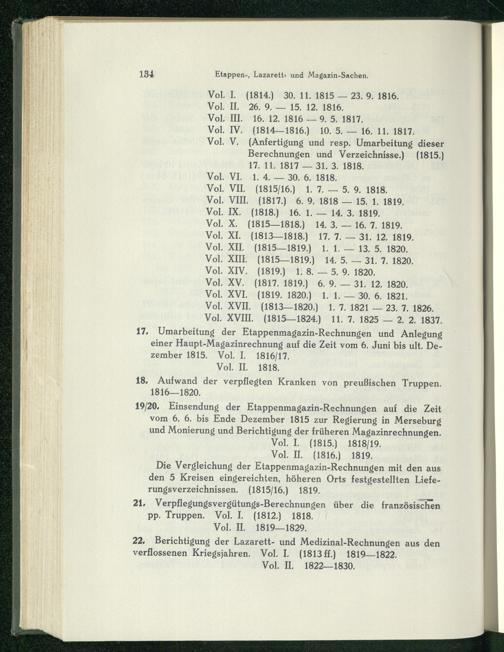 134 Etappen-, Lazarett- und Magazin-Sachen.
Vol. I. (1814.) 30. 11. 1815 — 23. 9. 1816.
Vol. II. 26. 9. — 15. 12. 1816.
Vol. III. 16. 12. 1816 — 9. 5. 1817.
Vol. IV. (1814—1816.) 10. 5. — 16. 11. 1817.
Vol. V. (Anfertigung und resp. Umarbeitung dieser
Berechnungen und Verzeichnisse.) (1815.)
17. 11. 1817 — 31. 3. 1818.
Vol. VI. 1. 4. — 30. 6. 1818.
Vol. VII. (1815/16.) 1. 7. — 5. 9. 1818.
Vol. VIII. (1817.) 6. 9. 1818 — 15. 1. 1819.
Vol. IX. (1818.) 16. 1. — 14. 3. 1819.
Vol. X. (1815—1818.) 14. 3. — 16. 7. 1819.
Vol. XI. (1813—1818.) 17. 7. — 31. 12. 1819.
Vol. XII. (1815—1819.) 1. 1. — 13. 5. 1820.
Vol. XIII. (1815—1819.) 14. 5. — 31. 7. 1820.
Vol. XIV. (1819.) 1. 8. — 5. 9. 1820.
Vol. XV. (1817. 1819.) 6. 9. — 31. 12. 1820.
Vol. XVI. (1819. 1820.) 1. 1. — 30. 6. 1821.
Vol. XVII. (1813—1820.) 1. 7. 1821 — 23. 7. 1826.
Vol. XVIII. (1815—1824.) 11. 7. 1825 — 2. 2. 1837.
17. Umarbeitung der Etappenmagazin-Rechnungen und Anlegung
einer Haupt-Magazinrechnung auf die Zeit vom 6. Juni bis ult. De-
zember 1815. Vol. I. 1816/17.
Vol. II. 1818.
18. Aufwand der verpflegten Kranken von preußischen Truppen.
1816—1820.
19/20. Einsendung der Etappenmagazin-Rechnungen auf die Zeit
vom 6. 6. bis Ende Dezember 1815 zur Regierung in Merseburg
und Monierung und Berichtigung der früheren Magazinrechnungen.
Vol. I. (1815.) 1818/19.
Vol. II. (1816.) 1819.
Die Vergleichung der Etappenmagazin-Rechnungen mit den aus
den 5 Kreisen eingereichten, höheren Orts festgestellten Liefe-
rungsverzeichnissen. (1815/16.) 1819.
21. Verpflegungsvergütungs-Berechnungen über die französischen
pp. Truppen. Vol. I. (1812.) 1818.
Vol. II. 1819—1829.
22. Berichtigung der Lazarett- und Medizinal-Rechnungen aus den
verflossenen Kriegsjahren. Vol. I. (1813 ff.) 1819—1822.
Vol. II. 1822—1830.